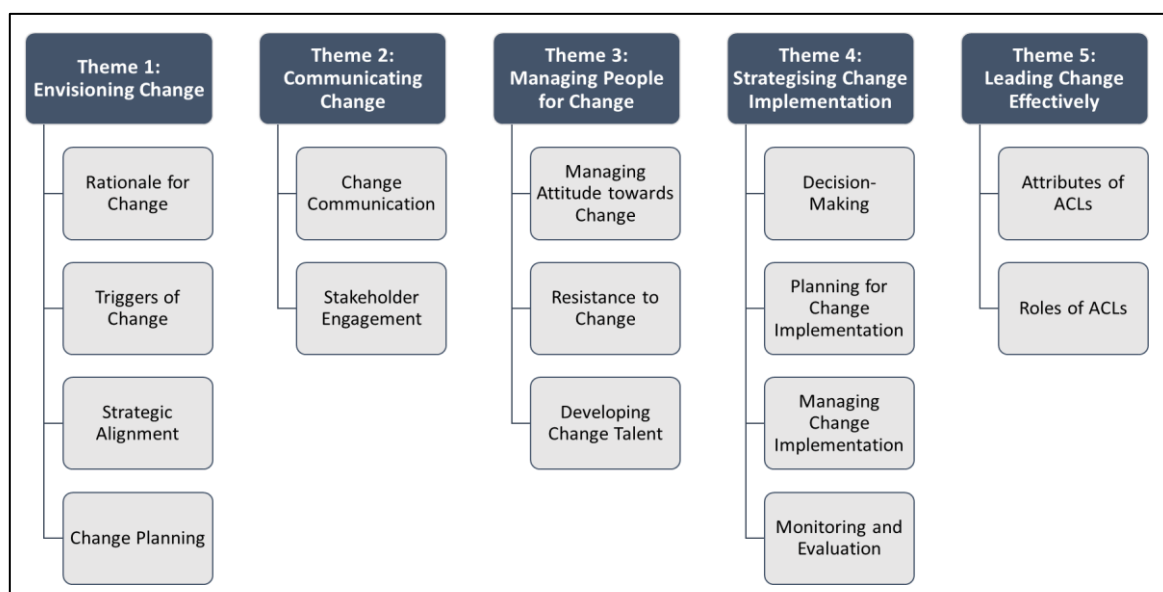 Theme 1:
Envisioning Change
Rationale for
Change
Triggers of
Change
Strategic
Alignment
Change Planning
Theme 2:
Communicating
Change
Change
Communication
Stakeholder
Engagement
Theme 3:
Managing People
for Change
Managing
Attitude towards
Change
Resistance to
Change
Developing
Change Talent
Theme 4:
Strategising Change
Implementation
Decision-
Making
Planning for
Change
Implementation
Managing
Change
Implementation
Monitoring and
Evaluation
Theme 5:
Leading Change
Effectively
Attributes of
ACLs
Roles of ACLs